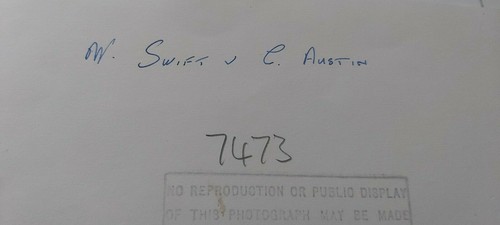 W. SWIFT v C. AUSTIN
7473
NO REPRODUCTION OR PUBLIC DISPLAY
OF THIS PHOTOGRAPH MAY BE MADE